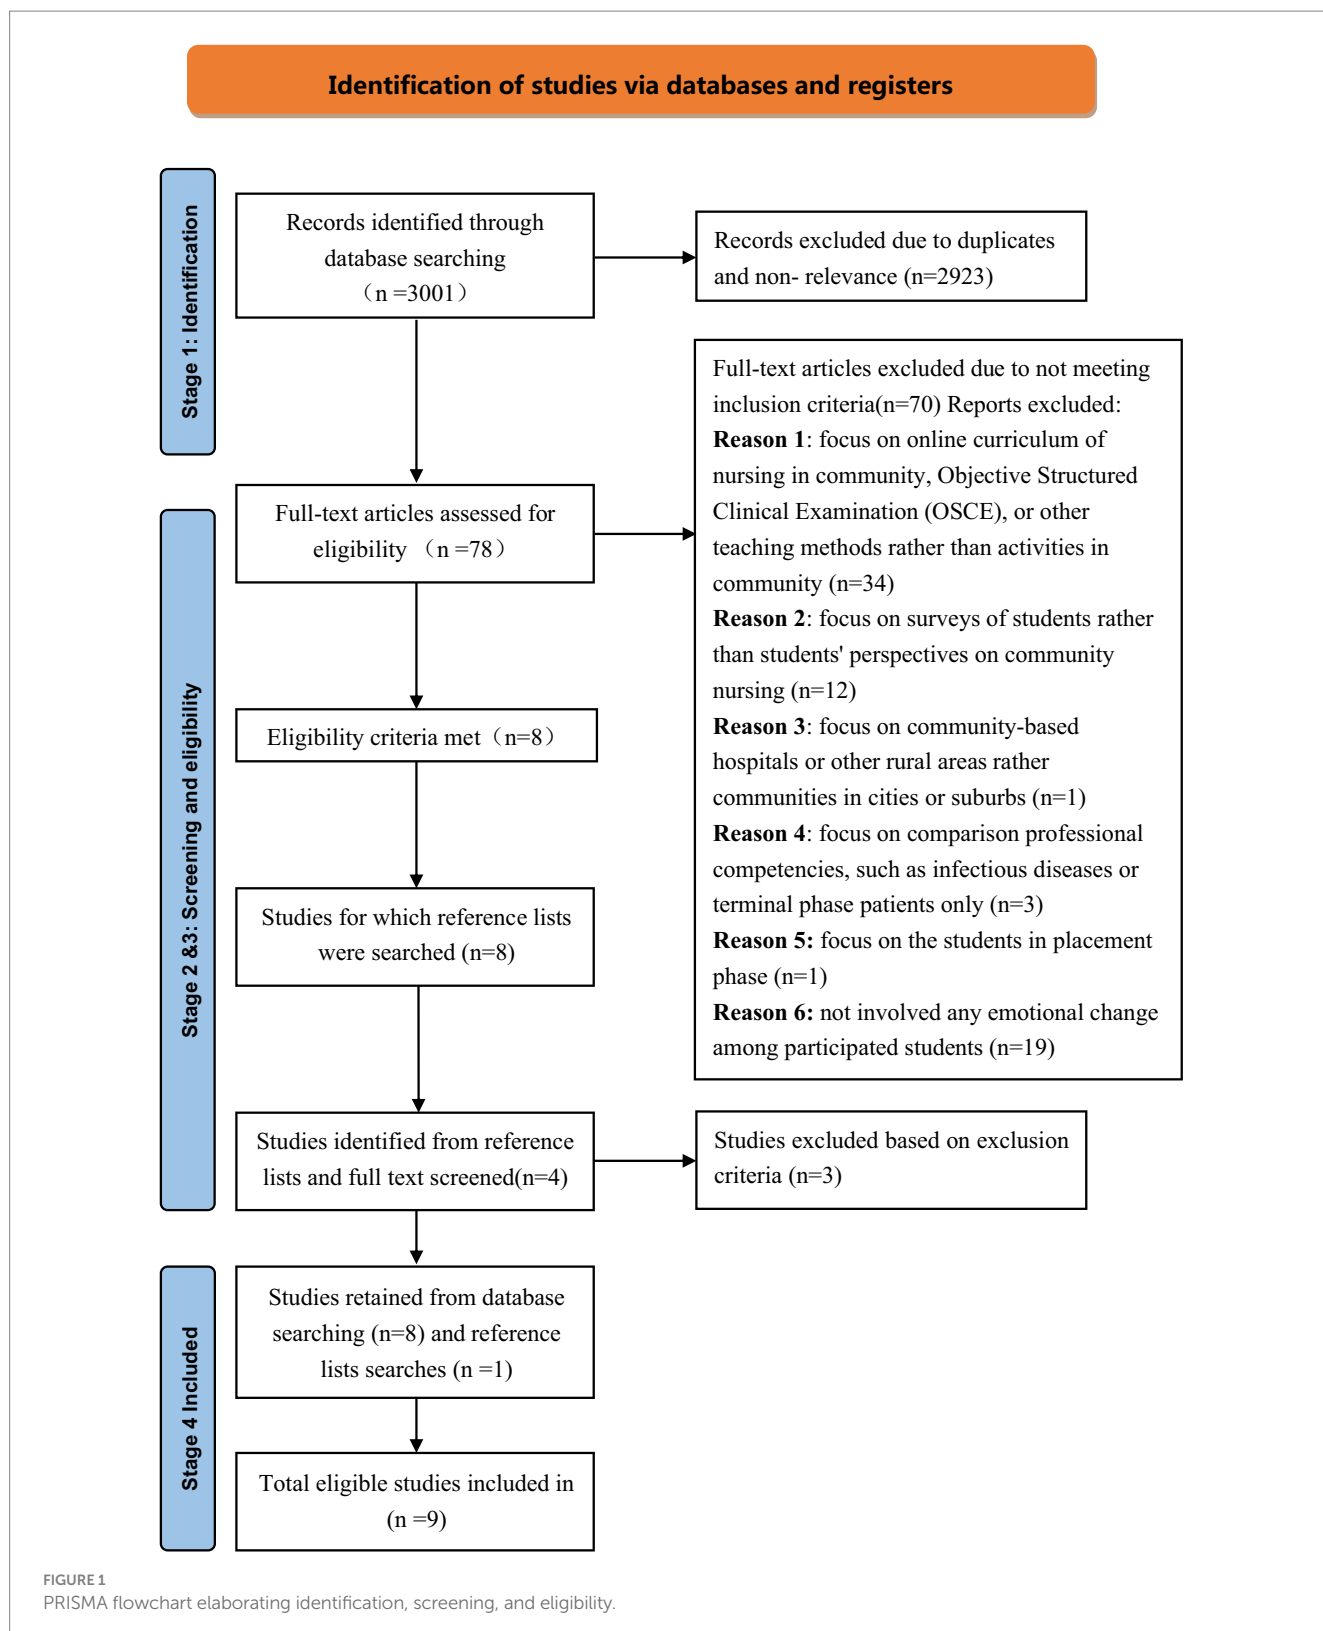 Identification of studies via databases and registers
Stage 1: Identification
Records identified through
database searching
（n =3001）
Records excluded due to duplicates
and non- relevance (n=2923)
Stage 2 &3: Screening and eligibility
Full-text articles assessed for
eligibility （n =78）
Full-text articles excluded due to not meeting
inclusion criteria(n=70) Reports excluded:
Reason 1: focus on online curriculum of
nursing in community, Objective Structured
Clinical Examination (OSCE), or other
teaching methods rather than activities in
community (n=34)
Reason 2: focus on surveys of students rather
than students' perspectives on community
nursing (n=12)
Reason 3: focus on community-based
hospitals or other rural areas rather
communities in cities or suburbs (n=1)
Reason 4: focus on comparison professional
competencies, such as infectious diseases or
terminal phase patients only (n=3)
Reason 5: focus on the students in placement
phase (n=1)
Reason 6: not involved any emotional change
among participated students (n=19)
Eligibility criteria met（n=8）
Studies for which reference lists
were searched (n=8)
Studies identified from reference
lists and full text screened(n=4)
Studies excluded based on exclusion
criteria (n=3)
Stage 4 Included
Studies retained from database
searching (n=8) and reference
lists searches (n =1)
Total eligible studies included in
(n =9)
FIGURE 1
PRISMA flowchart elaborating identification, screening, and eligibility.